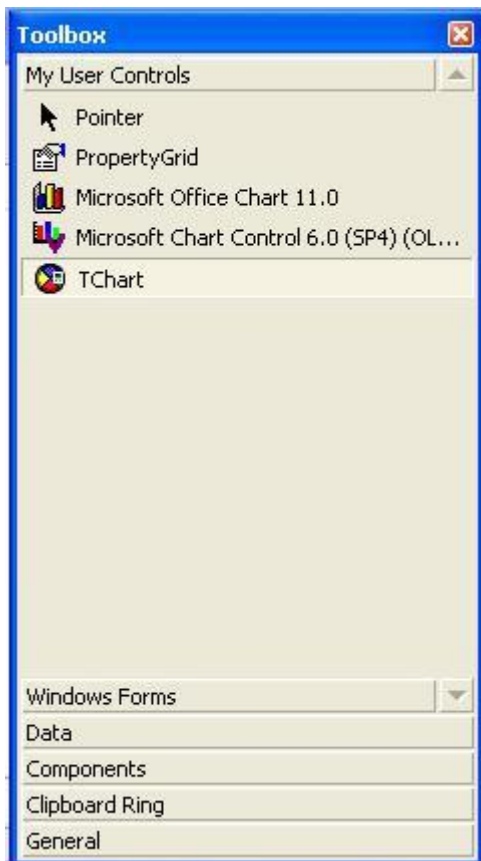 Toolbox
My User Controls
Pointer
PropertyGrid
Microsoft Office Chart 11.0
Microsoft Chart Control 6.0 (SP4) (OL...
TChart
Windows Forms
Data
Components
Clipboard Ring
General